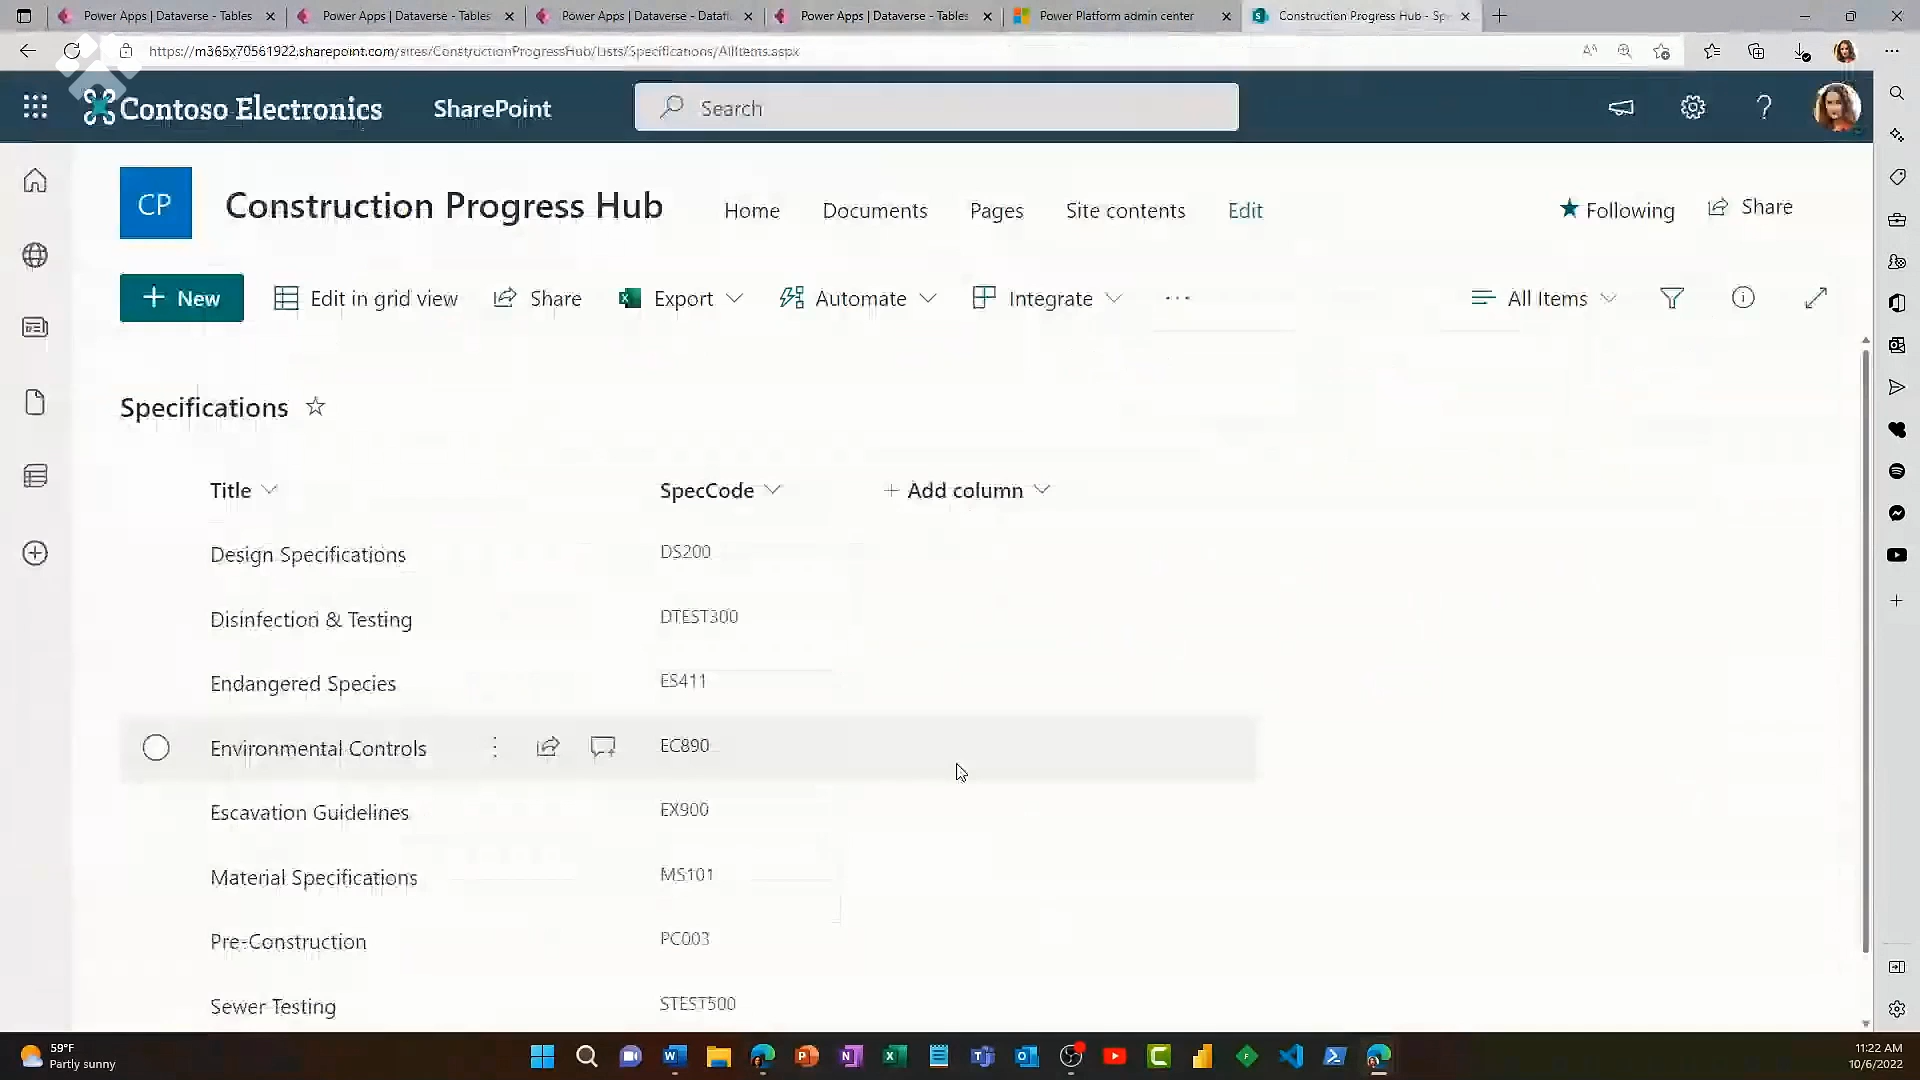 Power Apps | Dataverse - Tables
Power Apps | Dataverse - Tables
Power Apps | Dataverse - Datafl
Power Apps | Dataverse - Tables
Power Platform admin center
Construction Progress Hub - Sp
https://m365x70561922.sharepoint.com/sites/ConstructionProgressHub/Lists/Specifications/AllItems.aspx
Contoso Electronics
SharePoint
Search
CP
Construction Progress Hub
Home
Documents
Pages
Site contents
Edit
Following
Share
New
Edit in grid view
Share
Export
Automate
Integrate
All Items
Specifications
Title
SpecCode
Add column
Design Specifications
DS200
Disinfection & Testing
DTEST300
Endangered Species
ES411
Environmental Controls
EC890
Escavation Guidelines
EX900
Material Specifications
MS101
Pre-Construction
PC003
Sewer Testing
STEST500
59°F
Partly sunny
11:22 AM
10/6/2022